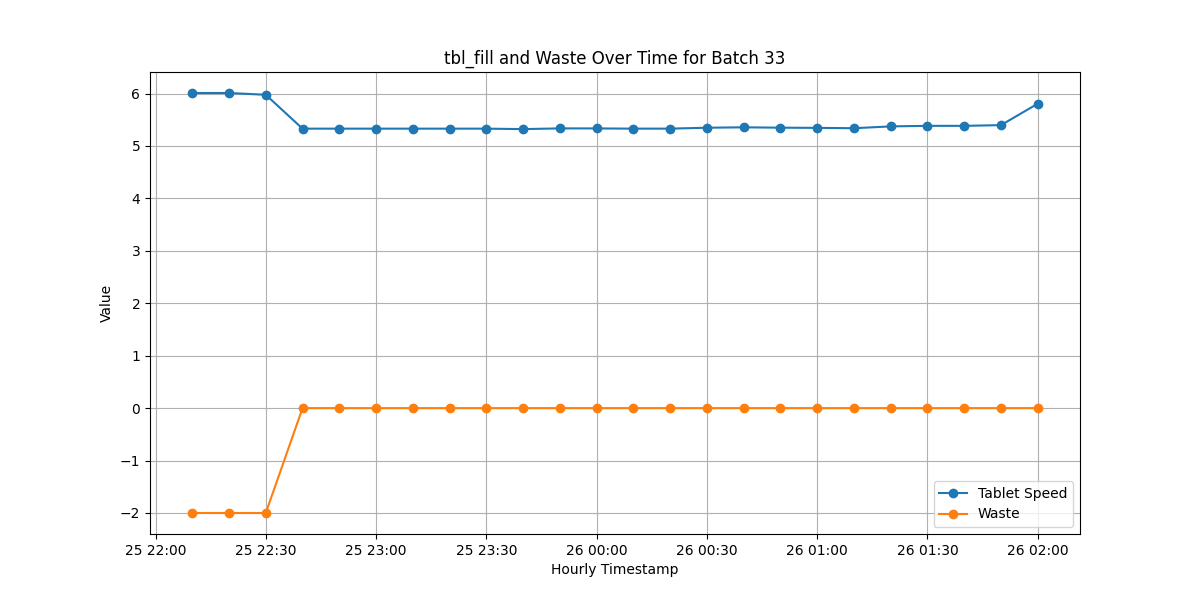 tbl_fill and Waste Over Time for Batch 33
Value
6
5
4
3
2
1
0
−1
−2
Tablet Speed
Waste
25 22:00 25 22:30 25 23:00 25 23:30 26 00:00 26 00:30 26 01:00 26 01:30 26 02:00
Hourly Timestamp